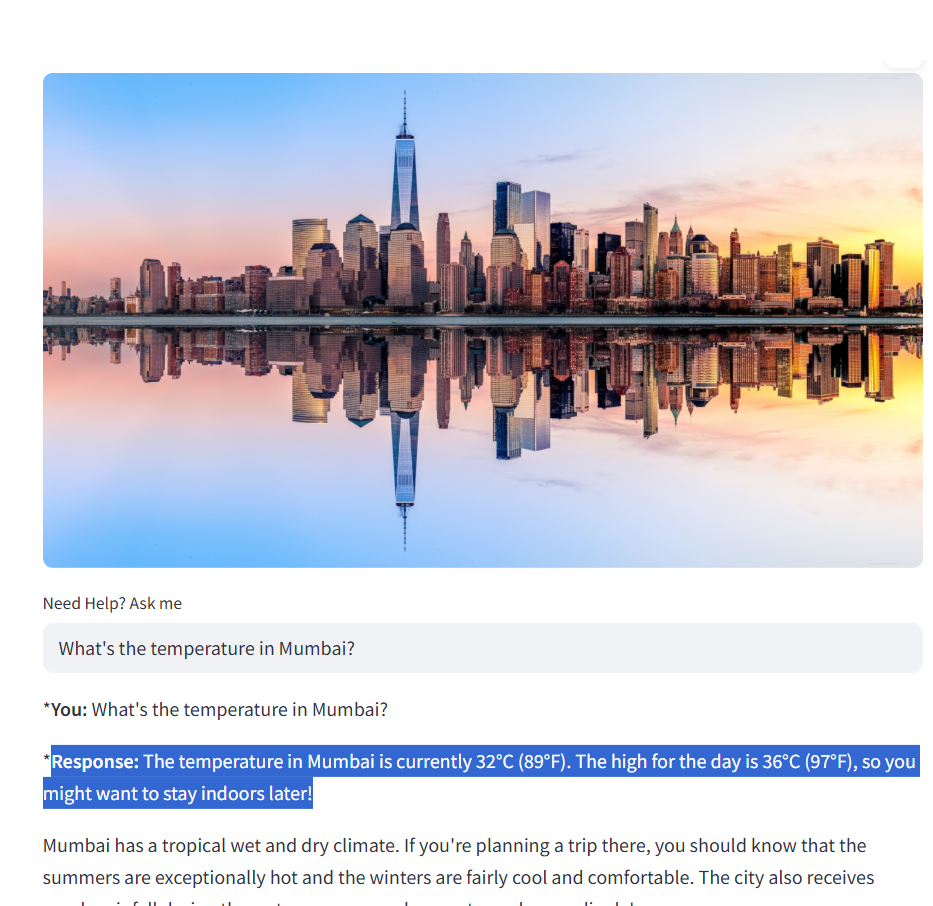 Need Help? Ask me
What's the temperature in Mumbai?
*You: What's the temperature in Mumbai?
*Response: The temperature in Mumbai is currently 32°C (89°F). The high for the day is 36°C (97°F), so you
might want to stay indoors later!
Mumbai has a tropical wet and dry climate. If you're planning a trip there, you should know that the
summers are exceptionally hot and the winters are fairly cool and comfortable. The city also receives